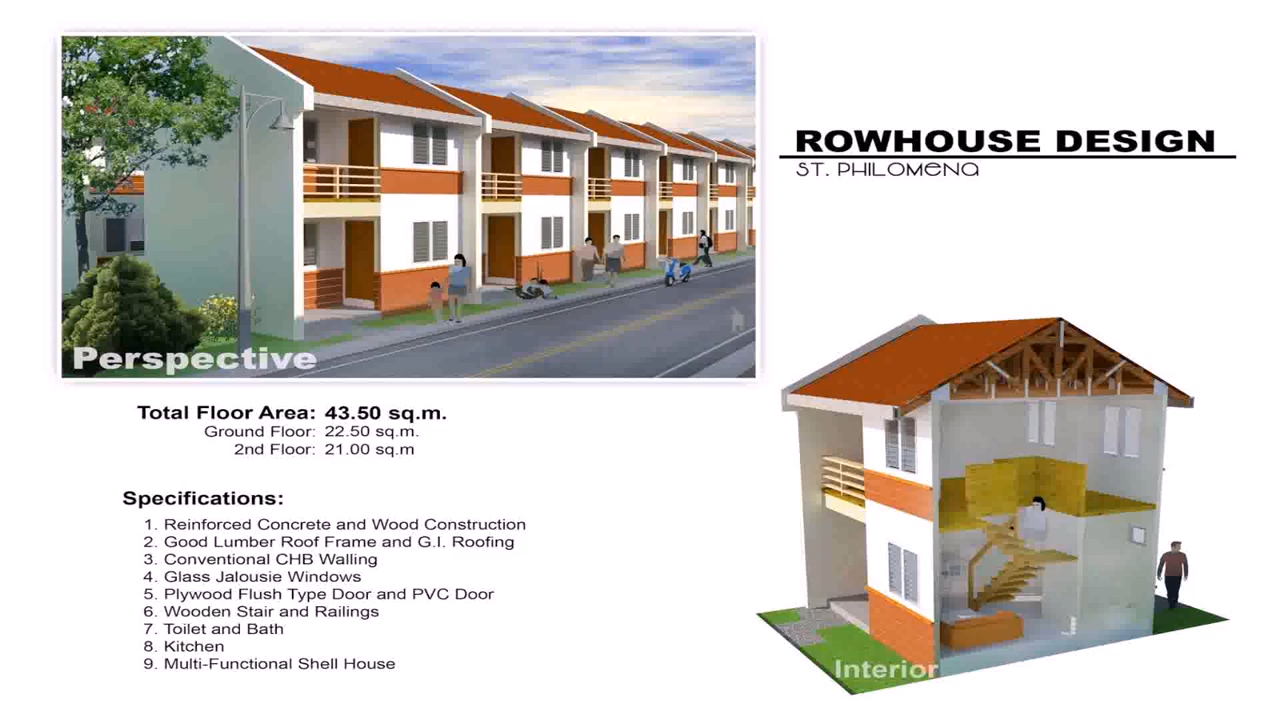 ROWHOUSE DESIGN
ST. PHILOMENA
Perspective
Total Floor Area: 43.50 sq.m.
Ground Floor: 22.50 sq.m.
2nd Floor: 21.00 sq.m
Specifications:
1. Reinforced Concrete and Wood Construction
2. Good Lumber Roof Frame and G.I. Roofing
3. Conventional CHB Walling
4. Glass Jalousie Windows
5. Plywood Flush Type Door and PVC Door
6. Wooden Stair and Railings
7. Toilet and Bath
8. Kitchen
9. Multi-Functional Shell House
Interior